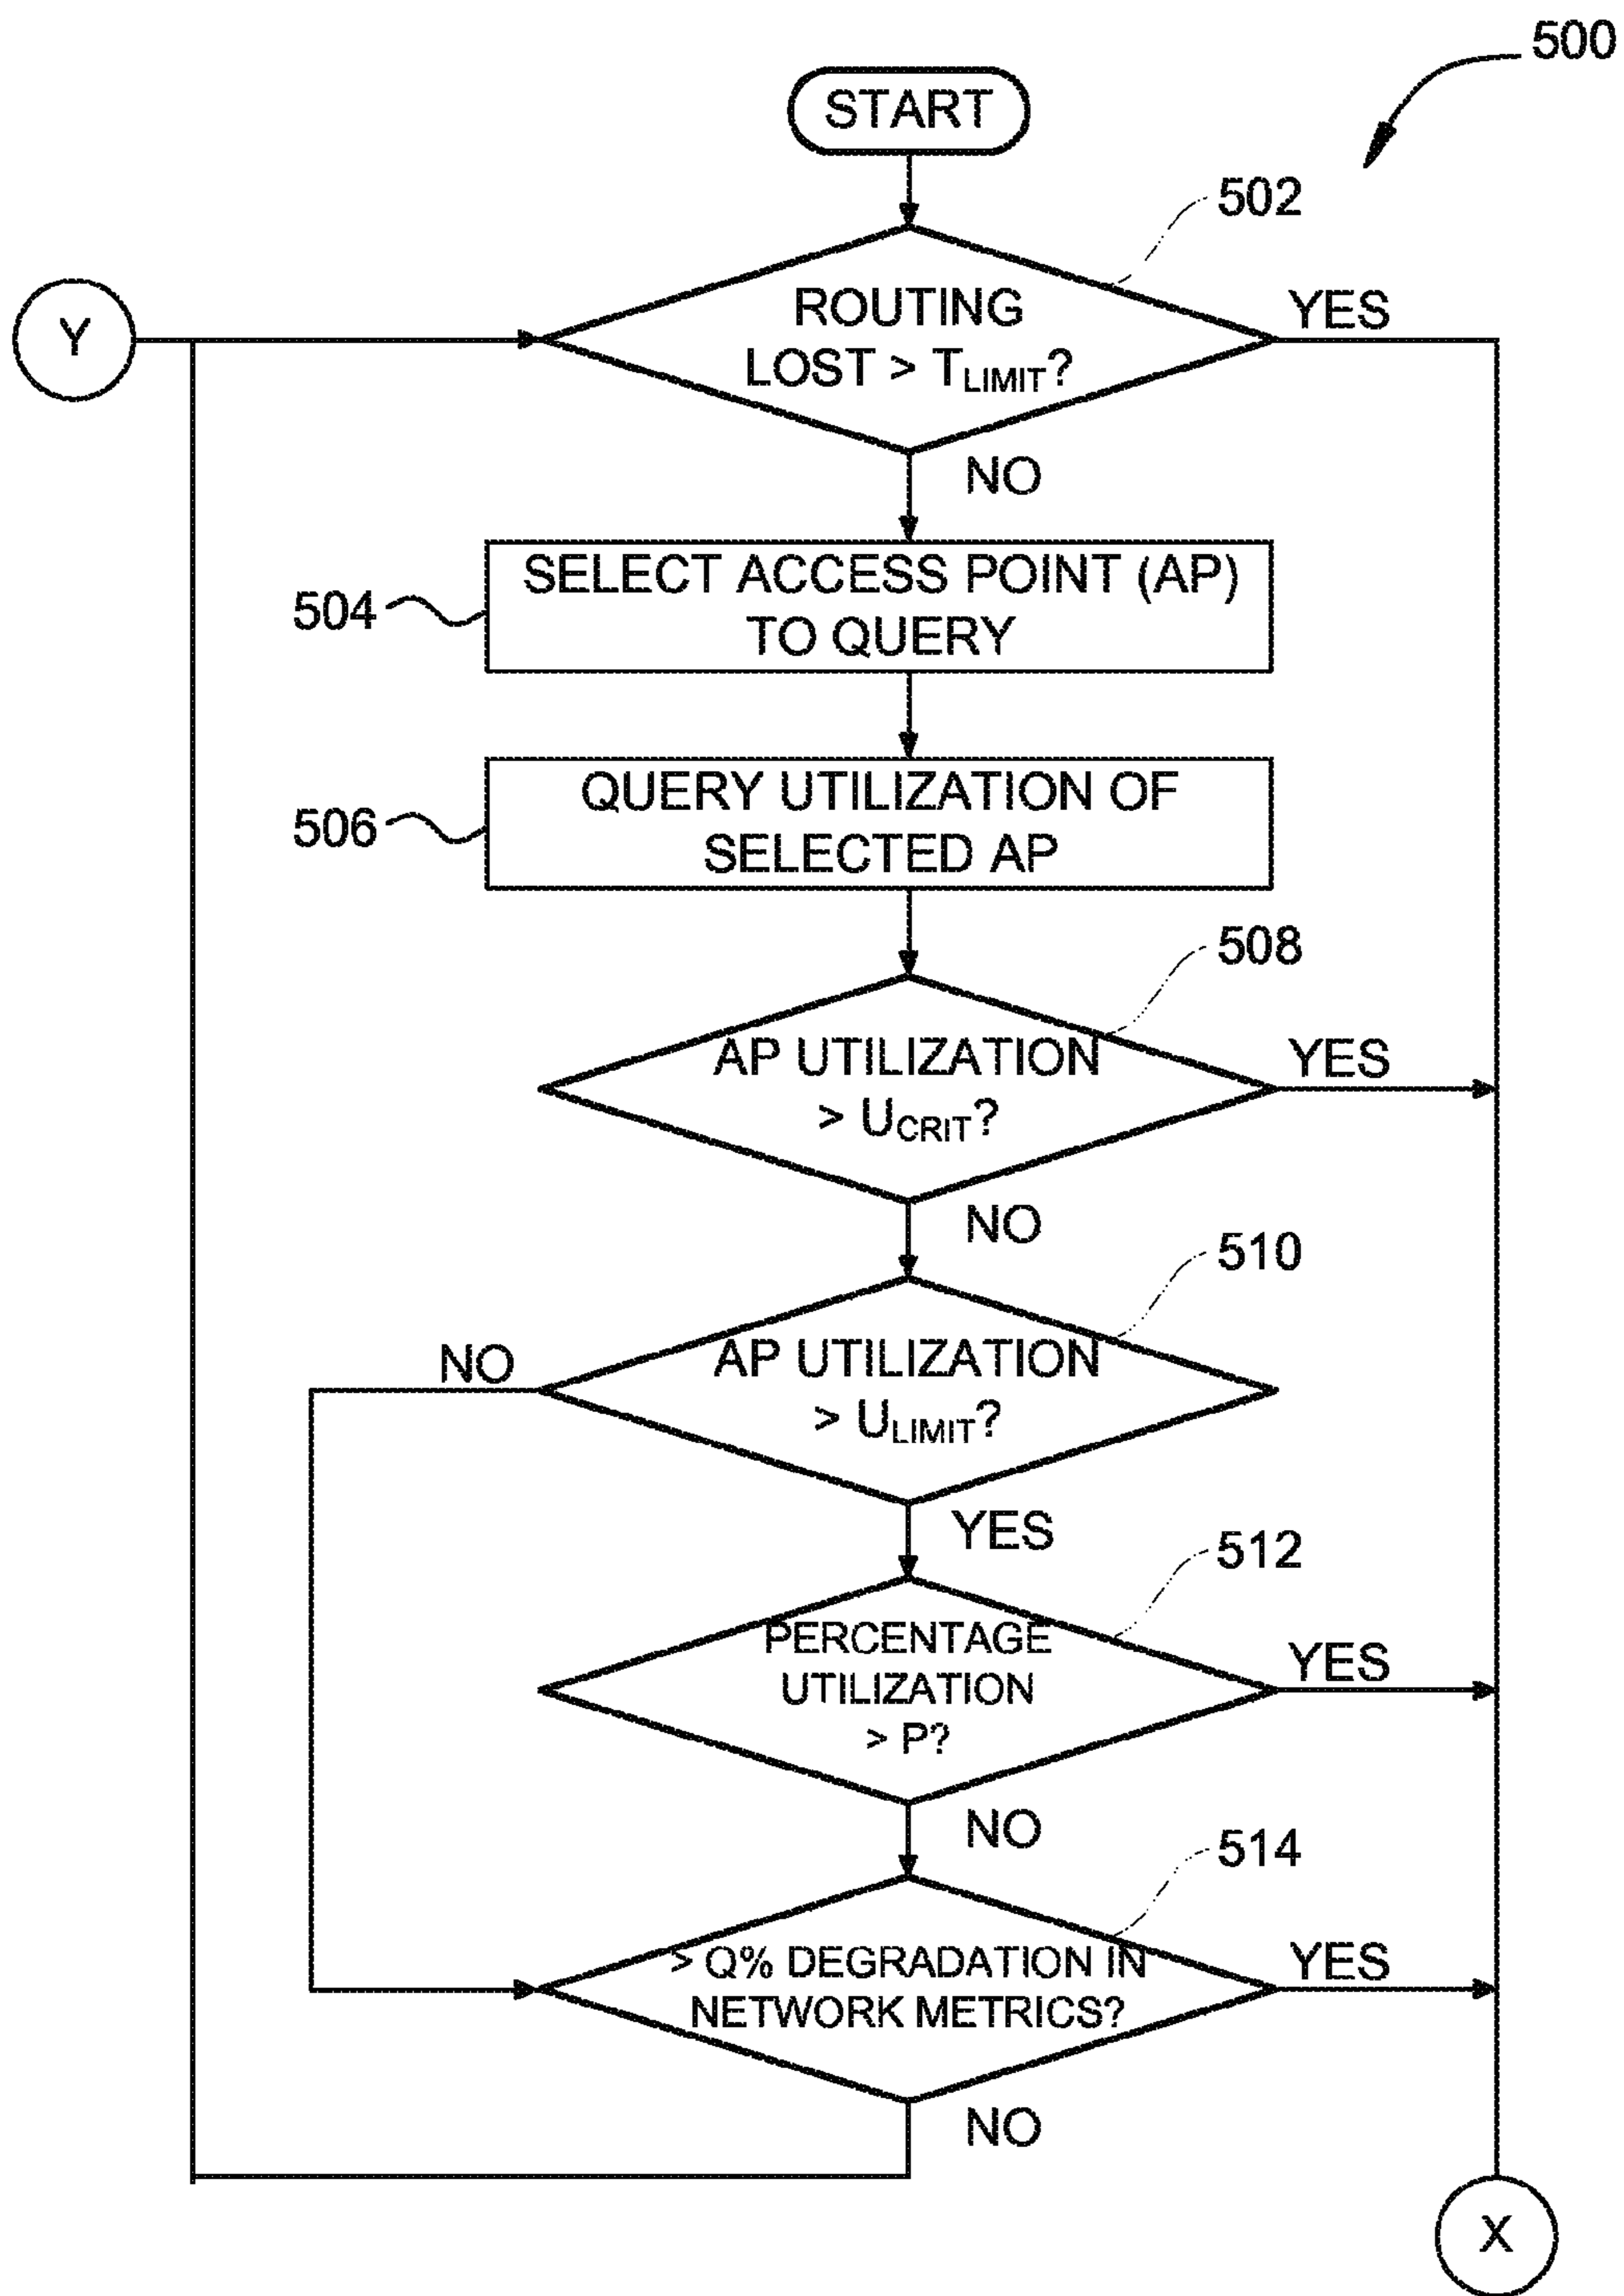 500
START
502
Y
ROUTING
LOST > TLIMIT?
YES
NO
504
SELECT ACCESS POINT (AP)
TO QUERY
506
QUERY UTILIZATION OF
SELECTED AP
508
AP UTILIZATION
> UCRIT?
YES
NO
510
AP UTILIZATION
> ULIMIT?
NO
YES
512
PERCENTAGE
UTILIZATION
> P?
YES
NO
514
> Q% DEGRADATION IN
NETWORK METRICS?
YES
NO
X